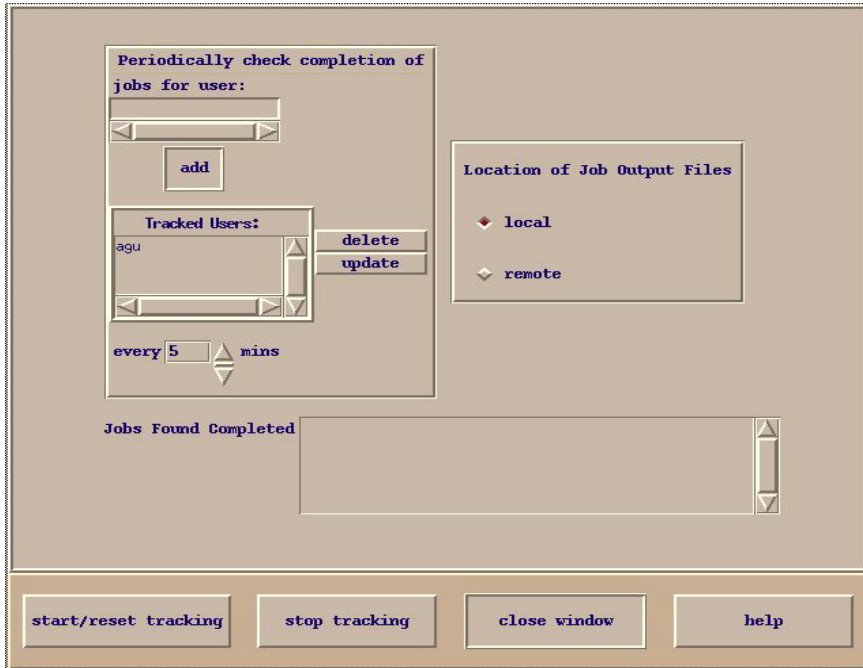 Periodically check completion of
jobs for user:
add
Tracked Users:
agu
delete
update
every 5 mins
Location of Job Output Files
local
remote
Jobs Found Completed
start/reset tracking
stop tracking
close window
help